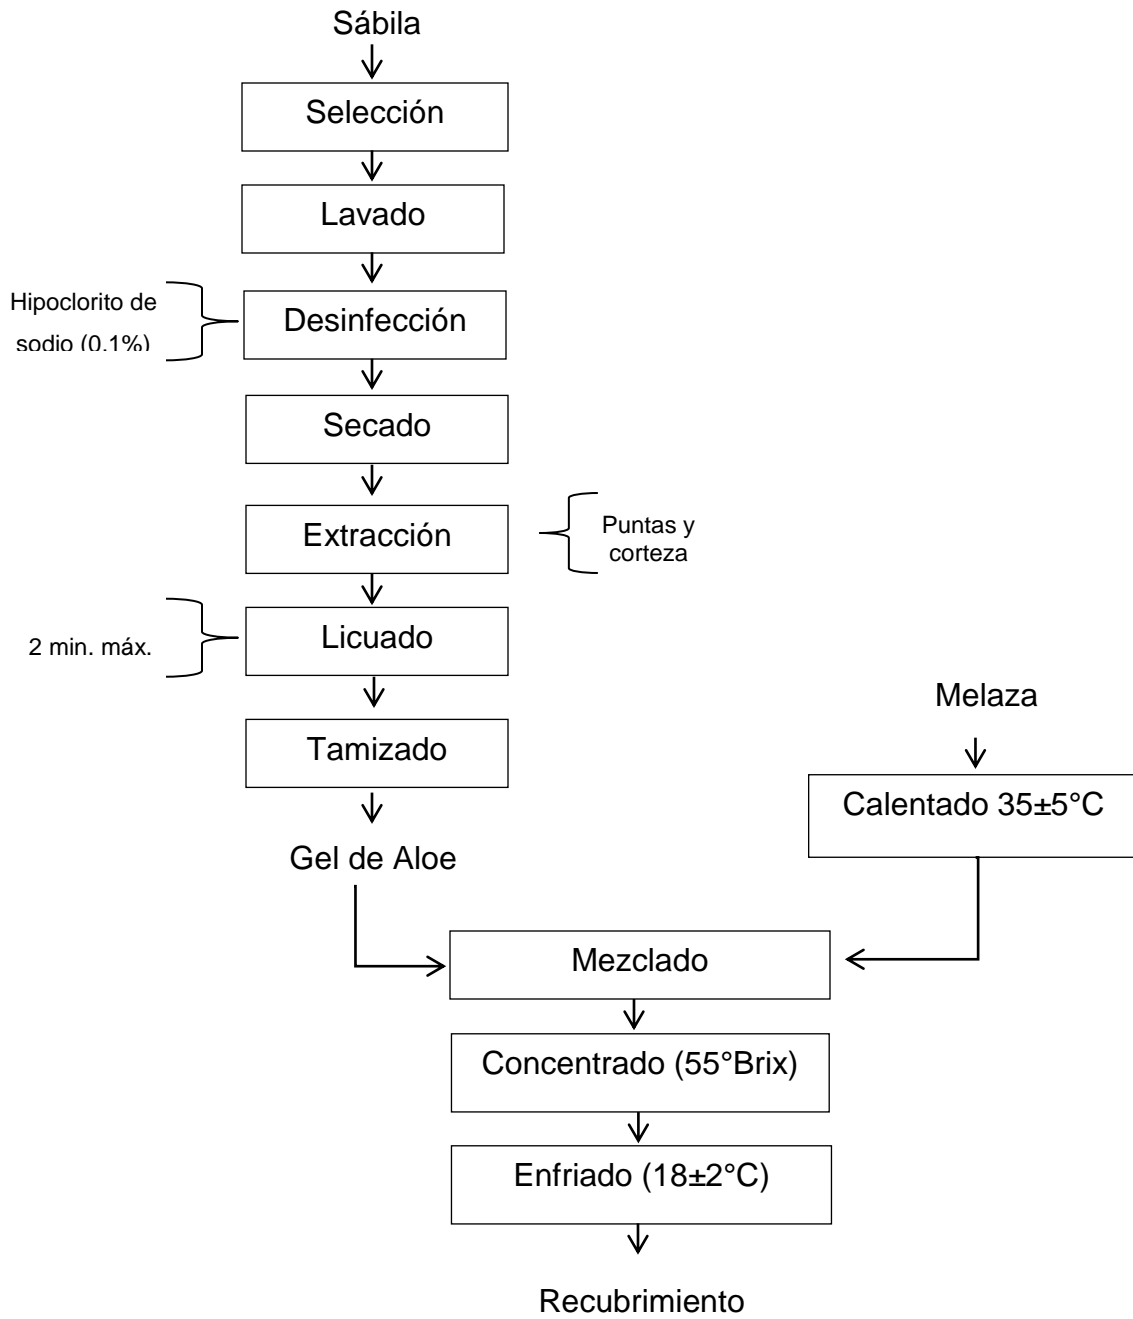 Sábila
Selección
Lavado
Hipoclorito de
sodio (0.1%)
Desinfección
Secado
Extracción
Puntas y
corteza
2 min. máx.
Licuado
Tamizado
Gel de Aloe
Melaza
Calentado 35±5°C
Mezclado
Concentrado (55°Brix)
Enfriado (18±2°C)
Recubrimiento